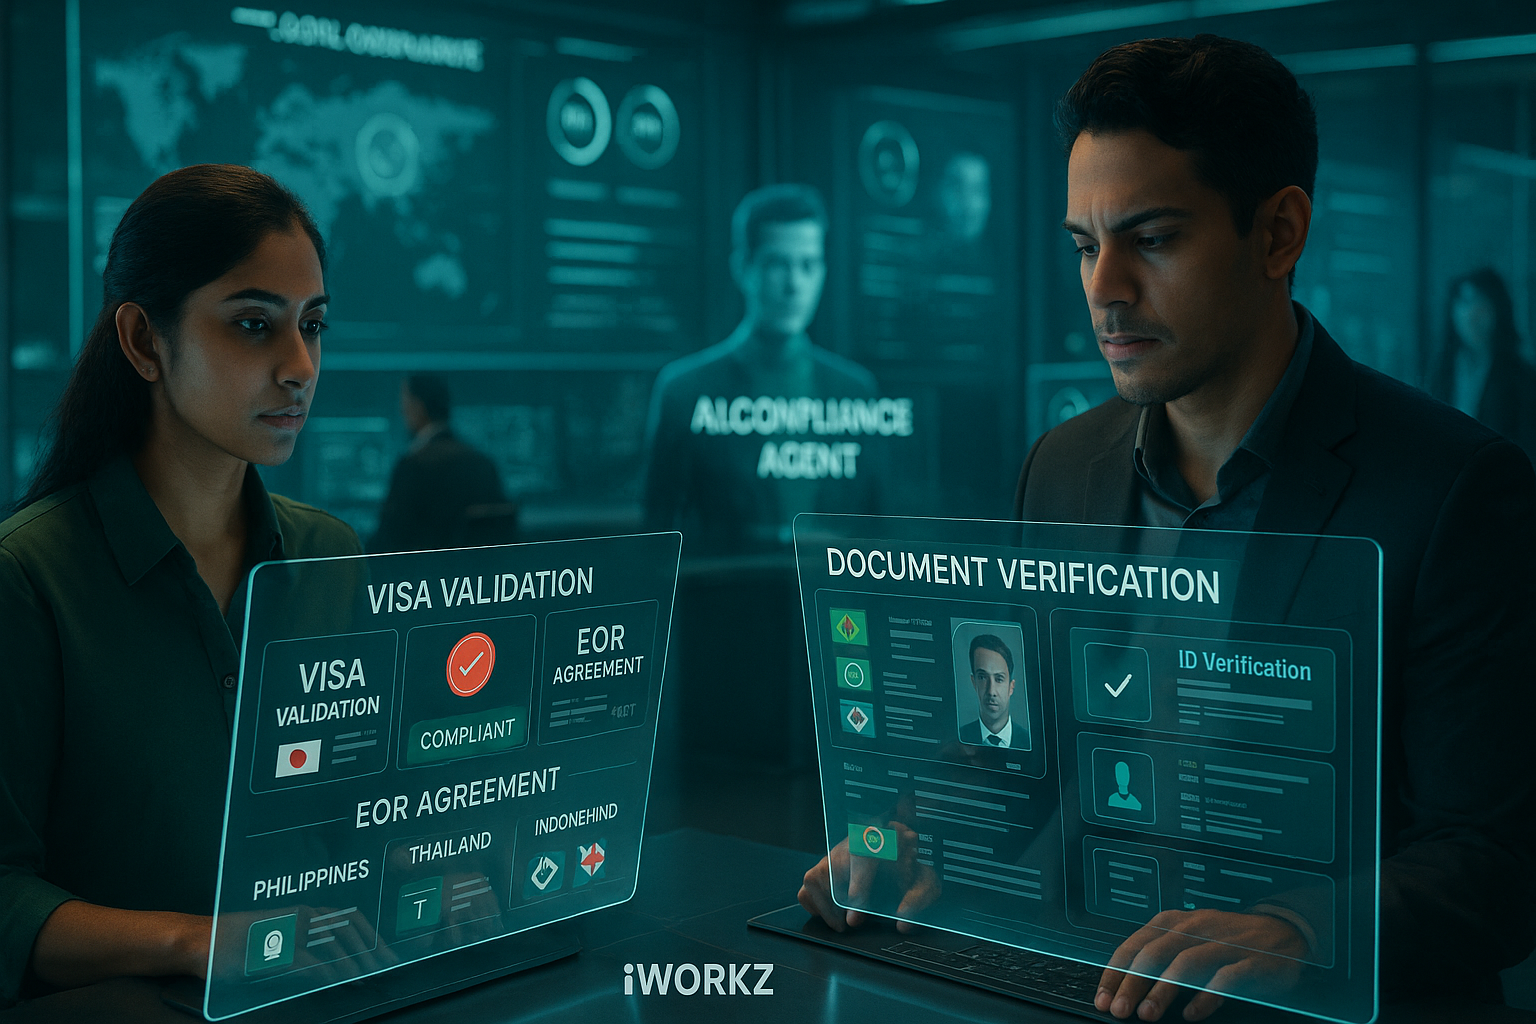 AI.CONPLIANCE
AGENT
VISA VALIDATION
VISA
VALIDATION
COMPLIANT
EOR
AGREEMENT
EOR AGREEMENT
PHILIPPINES
THAILAND
T
INDONEHIND
DOCUMENT VERIFICATION
ID Verification
iWORKZ